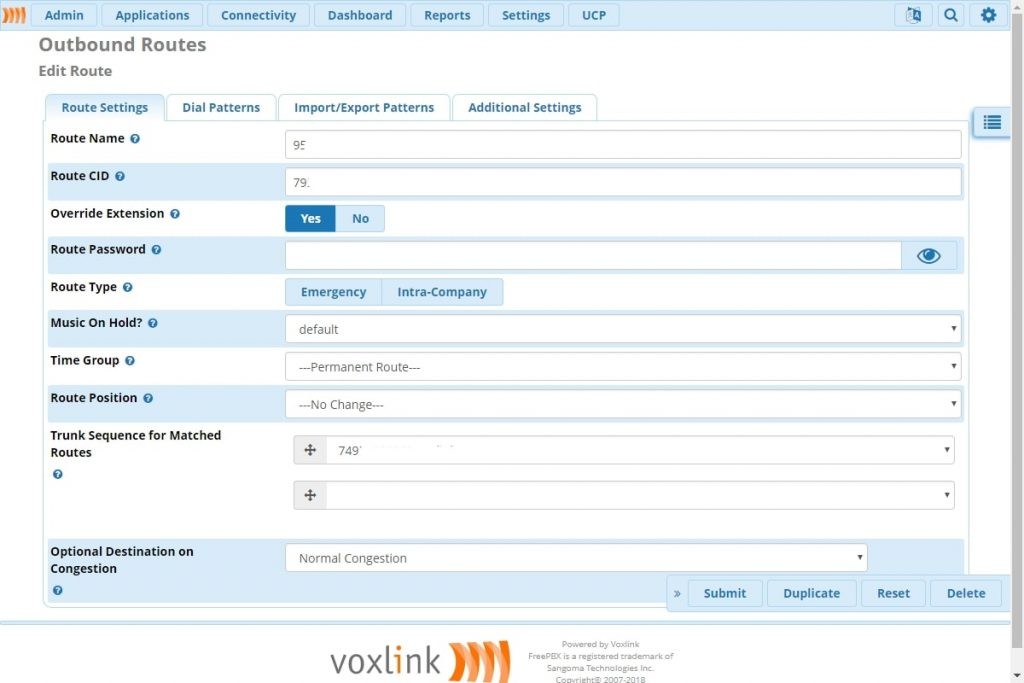 Admin Applications Connectivity Dashboard Reports Settings UCP
Outbound Routes
Edit Route
Route Settings Dial Patterns Import/Export Patterns Additional Settings
Route Name
Route CID
79.
Override Extension
Yes No
Route Password
Route Type
Emergency Intra-Company
Music On Hold?
default
Time Group
---Permanent Route---
Route Position
---No Change---
Trunk Sequence for Matched
Routes
749
Optional Destination on
Congestion
Normal Congestion
» Submit Duplicate Reset Delete
voxlink
Powered by Voxlink
FreePBX is a registered trademark of
Sangoma Technologies Inc.
Copyright© 2007-2018